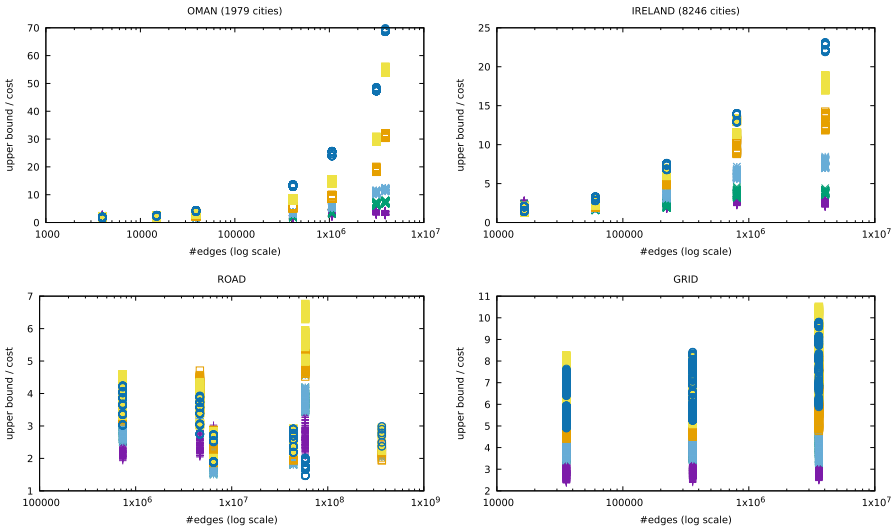 OMAN (1979 cities)
upper bound / cost
70
60
50
40
30
20
10
0
1000 10000 100000 1x10^6 1x10^7
#edges (log scale)
IRELAND (8246 cities)
upper bound / cost
25
20
15
10
5
0
10000 100000 1x10^6 1x10^7
#edges (log scale)
ROAD
upper bound / cost
7
6
5
4
3
2
1
100000 1x10^6 1x10^7 1x10^8 1x10^9
#edges (log scale)
GRID
upper bound / cost
11
10
9
8
7
6
5
4
3
2
10000 100000 1x10^6 1x10^7
#edges (log scale)